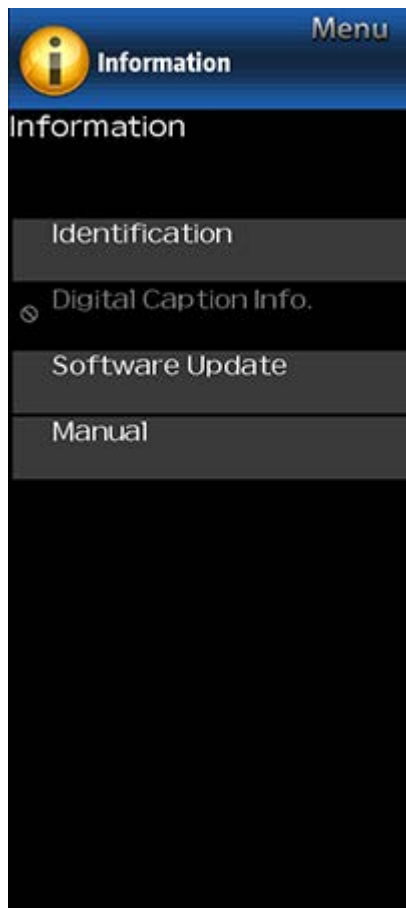 Menu
Information
Information
Identification
Digital Caption Info.
Software Update
Manual